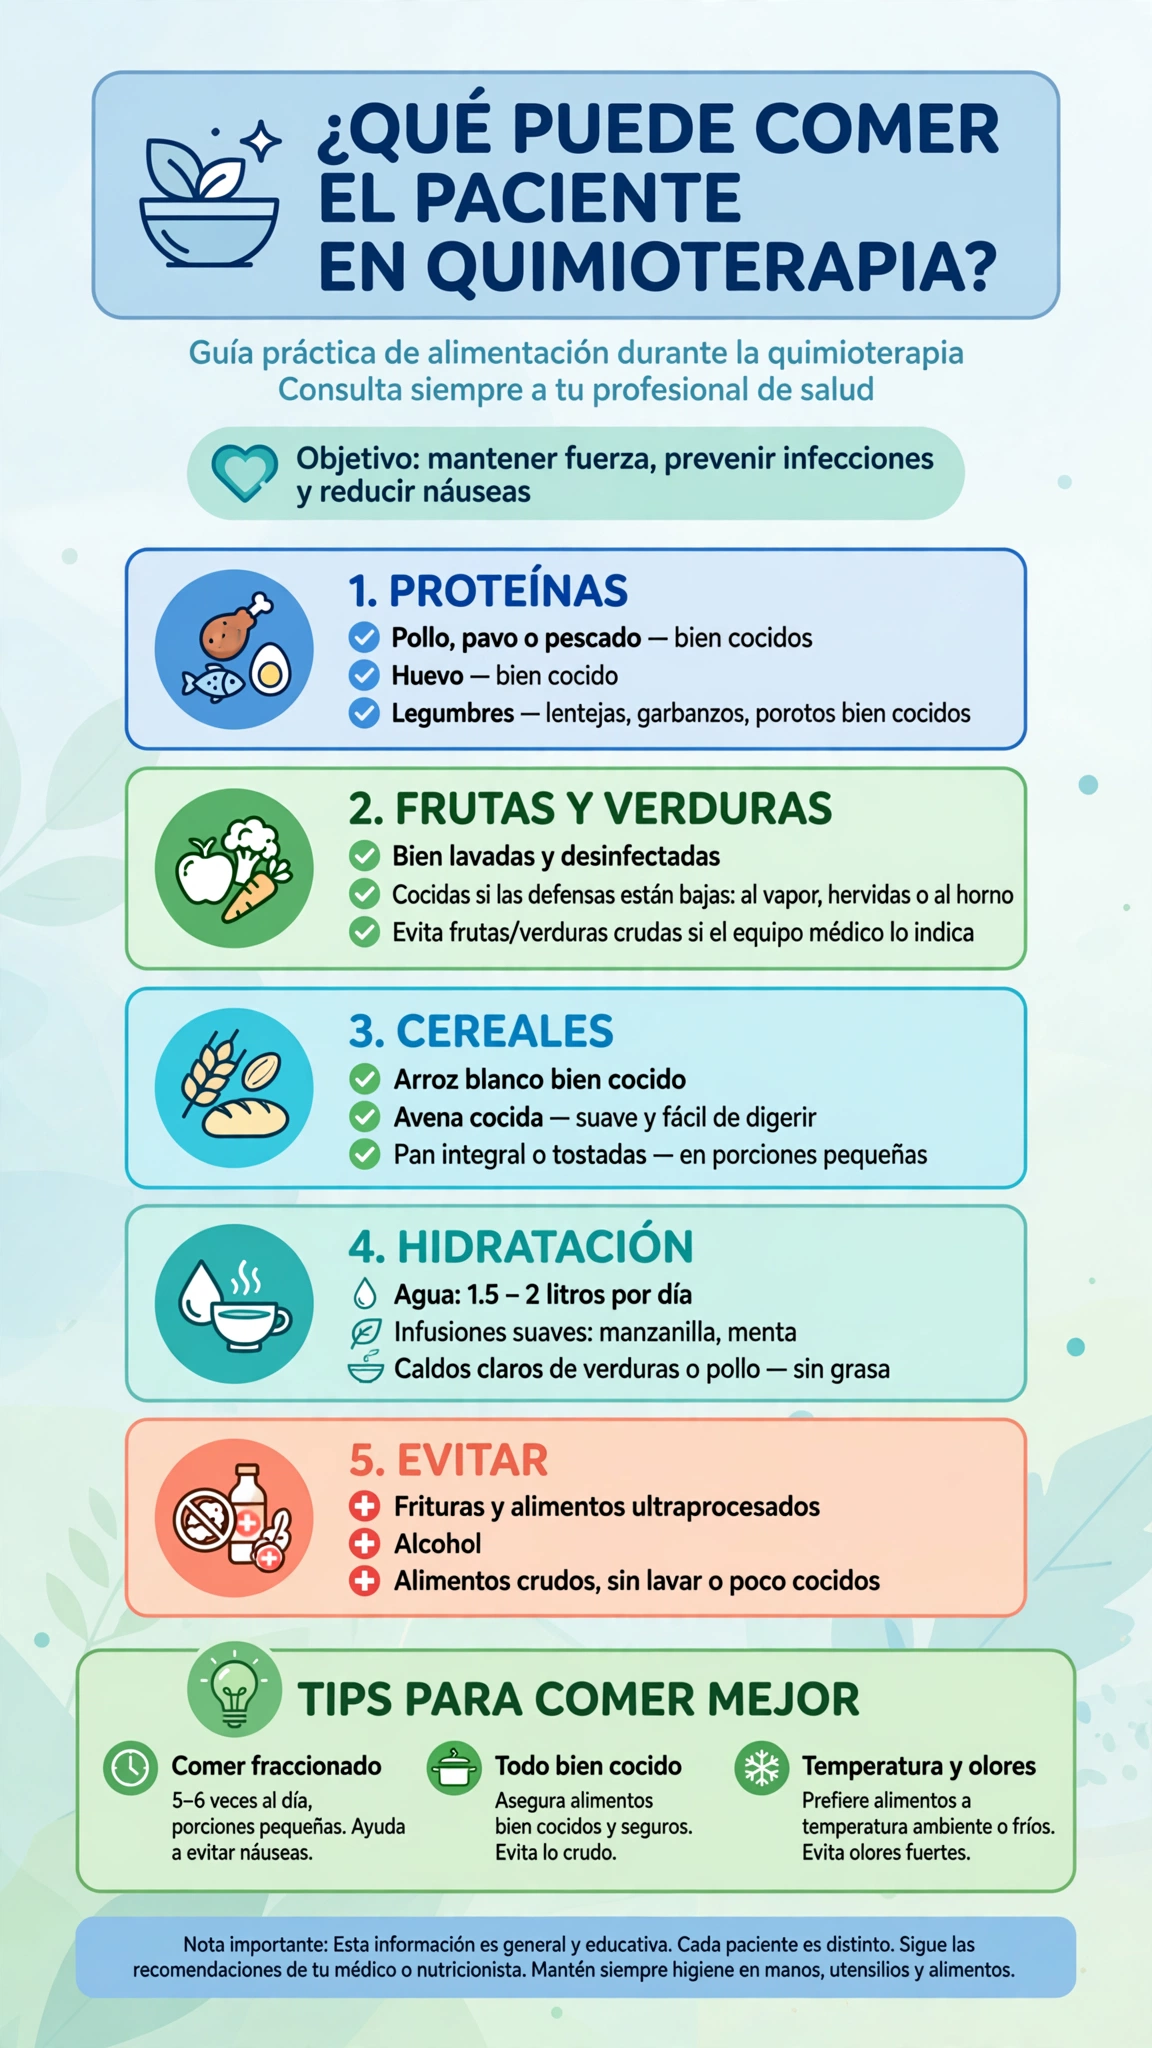 ¿QUÉ PUEDE COMER
EL PACIENTE
EN QUIMIOTERAPIA?
Guía práctica de alimentación durante la quimioterapia
Consulta siempre a tu profesional de salud
Objetivo: mantener fuerza, prevenir infecciones
y reducir náuseas
1. PROTEÍNAS
Pollo, pavo o pescado — bien cocidos
Huevo — bien cocido
Legumbres — lentejas, garbanzos, porotos bien cocidos
2. FRUTAS Y VERDURAS
Bien lavadas y desinfectadas
Cocidas si las defensas están bajas: al vapor, hervidas o al horno
Evita frutas/verduras crudas si el equipo médico lo indica
3. CEREALES
Arroz blanco bien cocido
Avena cocida — suave y fácil de digerir
Pan integral o tostadas — en porciones pequeñas
4. HIDRATACIÓN
Agua: 1.5 – 2 litros por día
Infusiones suaves: manzanilla, menta
Caldos claros de verduras o pollo — sin grasa
5. EVITAR
Frituras y alimentos ultraprocesados
Alcohol
Alimentos crudos, sin lavar o poco cocidos
TIPS PARA COMER MEJOR
Comer fraccionado
5–6 veces al día,
porciones pequeñas. Ayuda
a evitar náuseas.
Todo bien cocido
Asegura alimentos
bien cocidos y seguros.
Evita lo crudo.
Temperatura y olores
Prefiere alimentos a
temperatura ambiente o fríos.
Evita olores fuertes.
Nota importante: Esta información es general y educativa. Cada paciente es distinto. Sigue las
recomendaciones de tu médico o nutricionista. Mantén siempre higiene en manos, utensilios y alimentos.